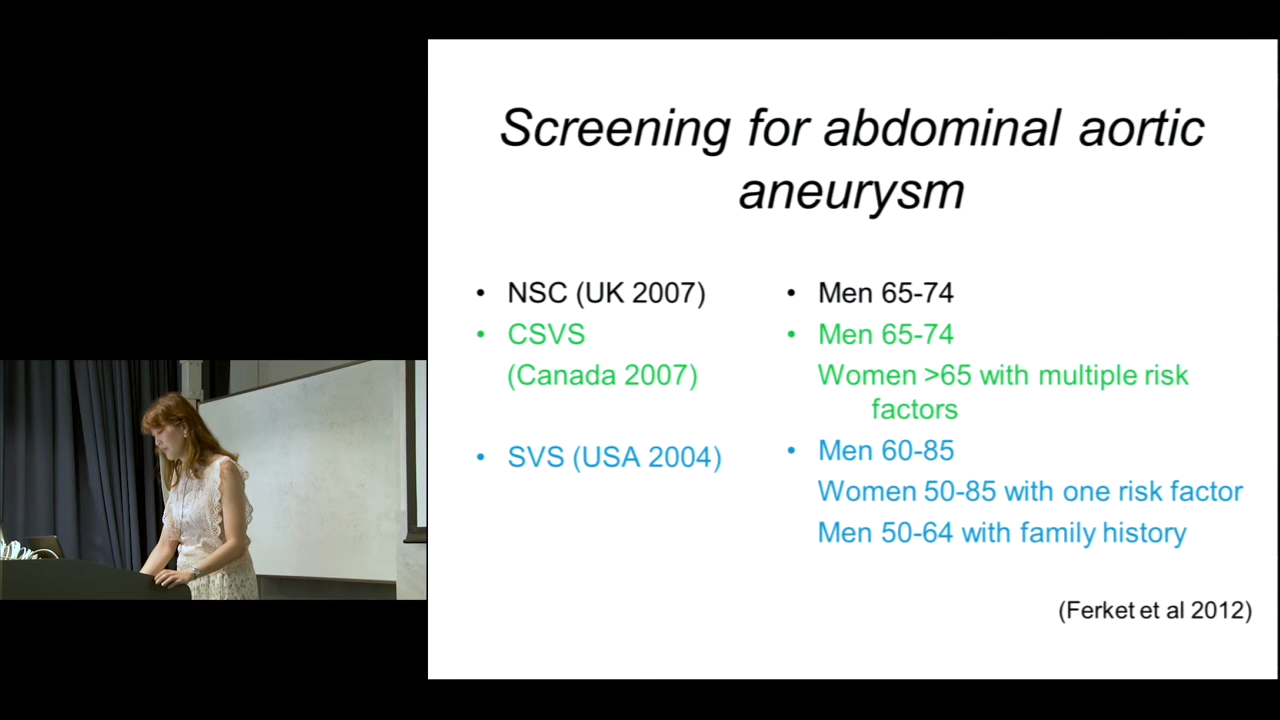 Screening for abdominal aortic
aneurysm
• NSC (UK 2007)
• Men 65-74
• CSVS
(Canada 2007)
• Men 65-74
Women >65 with multiple risk
factors
• SVS (USA 2004)
• Men 60-85
Women 50-85 with one risk factor
Men 50-64 with family history
(Ferket et al 2012)